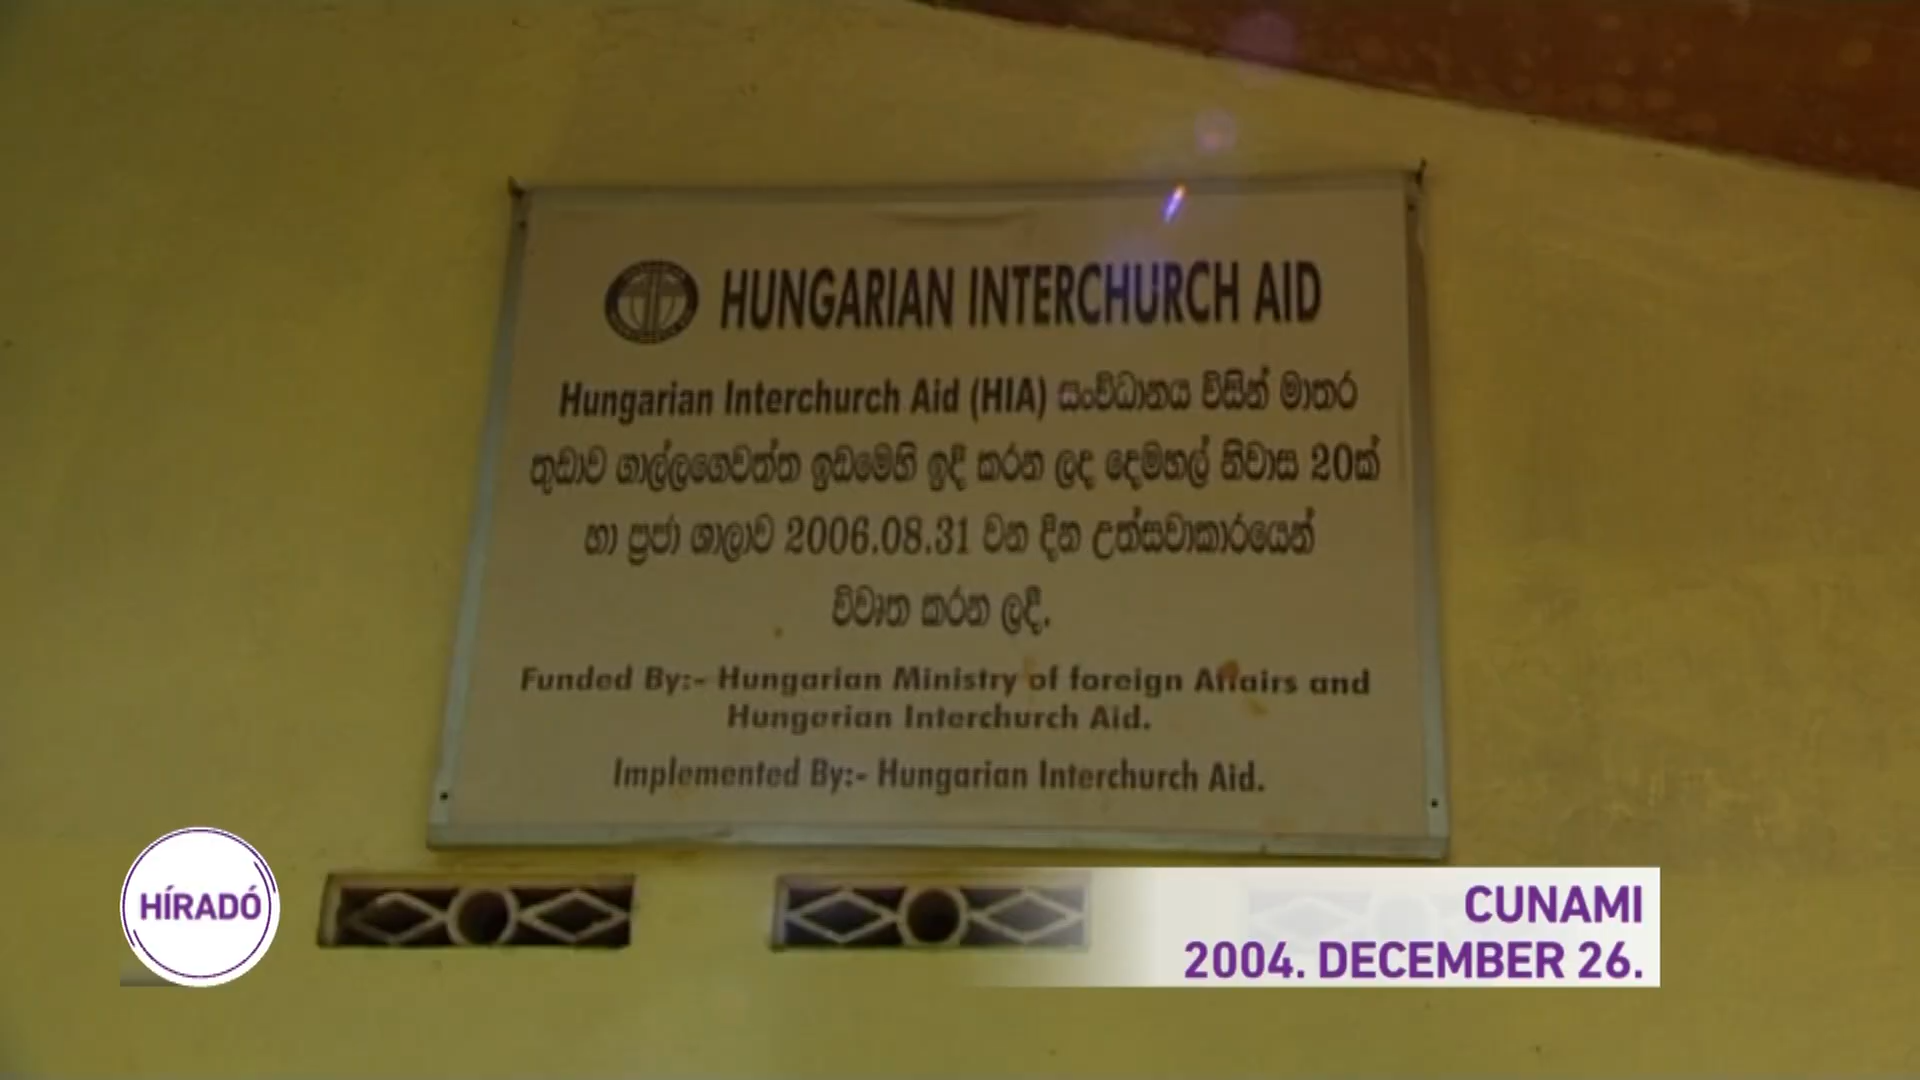 HUNGARIAN INTERCHURCH AID
Hungarian Interchurch Aid (HIA) සංවිධානය විසින් මාතර
තුඩාව ගාල්ලගෙවත්ත ඉඩමෙහි ඉදි කරන ලද දෙමහල් නිවාස 20ක්
හා ප්‍රජා ශාලාව 2006.08.31 වන දින උත්සවාකාරයෙන්
විවෘත කරන ලදී.
Funded By:- Hungarian Ministry of foreign Affairs and
Hungarian Interchurch Aid.
Implemented By:- Hungarian Interchurch Aid.
HÍRADÓ
CUNAMI
2004. DECEMBER 26.